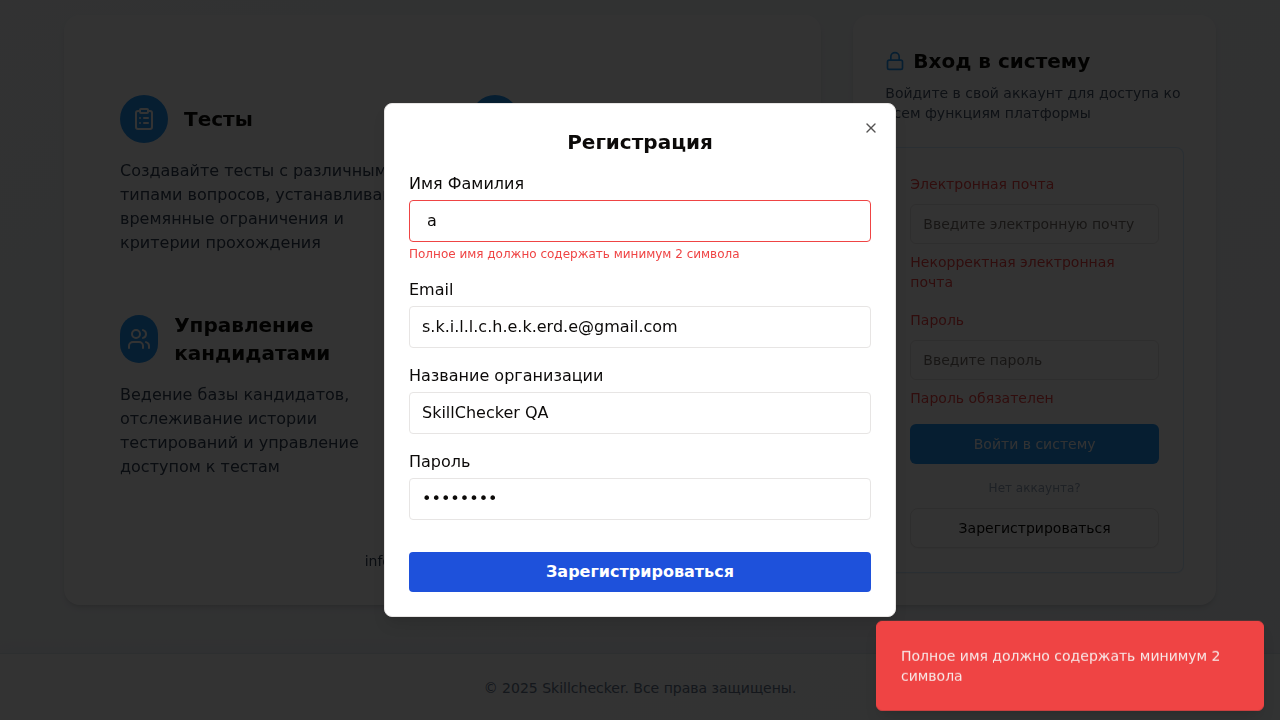 Тесты
Создавайте тесты с различным
типами вопросов, устанавлива
времянные ограничения и
критерии прохождения
Управление
кандидатами
Ведение базы кандидатов,
отслеживание истории
тестирований и управление
доступом к тестам
info
Регистрация
Имя Фамилия
a
Полное имя должно содержать минимум 2 символа
Email
s.k.i.l.l.c.h.e.k.erd.e@gmail.com
Название организации
SkillChecker QA
Пароль
••••••••
Зарегистрироваться
Вход в систему
Войдите в свой аккаунт для доступа ко
сем функциям платформы
Электронная почта
Введите электронную почту
Некорректная электронная
почта
Пароль
Введите пароль
Пароль обязателен
Войти в систему
Нет аккаунта?
Зарегистрироваться
Полное имя должно содержать минимум 2
символа
© 2025 Skillchecker. Все права защищены.